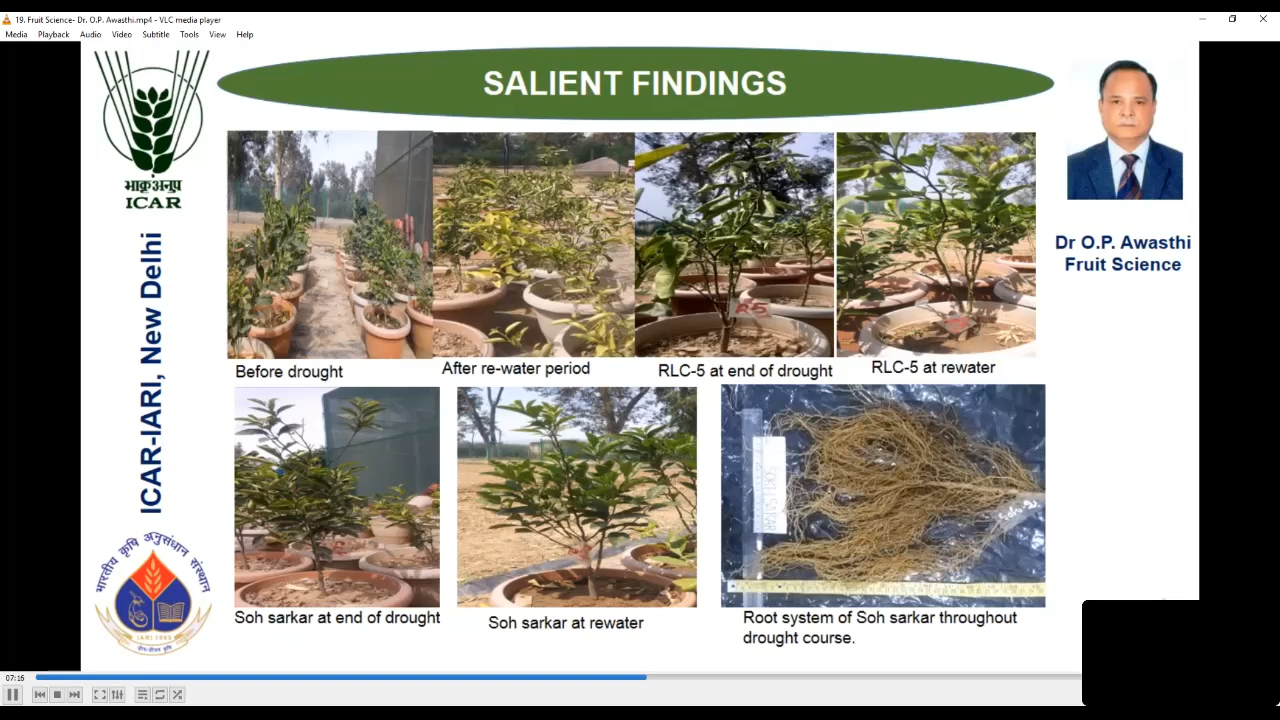 19. Fruit Science- Dr. O.P. Awasthi.mp4 - VLC media player
Media Playback Audio Video Subtitle Tools View Help
SALIENT FINDINGS
भाकृअनुप
ICAR
ICAR-IARI, New Delhi
भारतीय कृषि अनुसंधान संस्थान
IARI 1905
Dr O.P. Awasthi
Fruit Science
R5
Before drought
After re-water period
RLC-5 at end of drought
RLC-5 at rewater
Soh sarkar at end of drought
Soh sarkar at rewater
Root system of Soh sarkar throughout
drought course.
07:16